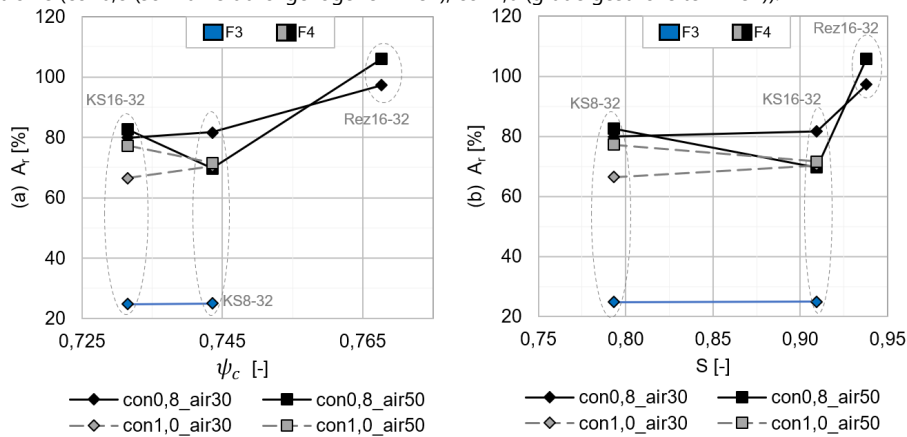 (a) A_r [%]
120
100
80
60
40
20
F3 F4
KS16-32
Rez16-32
KS8-32
0,725 0,745 0,765
ψ_c [-]
con0,8_air30 con0,8_air50
con1,0_air30 con1,0_air50
(b) A_r [%]
120
100
80
60
40
20
F3 F4
Rez16-32
KS8-32
KS16-32
0,75 0,80 0,85 0,90 0,95
S [-]
con0,8_air30 con0,8_air50
con1,0_air30 con1,0_air50